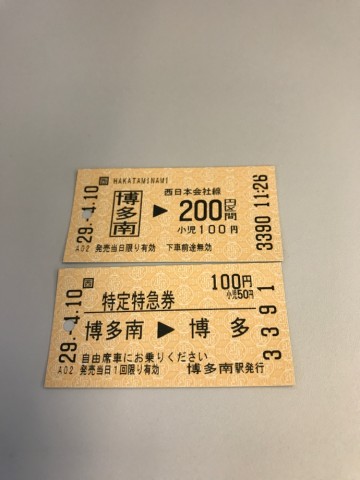 回 HAKATAMINAMI
西日本会社線
博多南 ▶ 200円区間
小児100円
A02 発売当日限り有効 下車前途無効
29.-4.10
3390 11:26
回
特定特急券
100円
小児50円
博多南 ▶ 博多
自由席車にお乗りください
A02 発売当日1回限り有効 博多南駅発行
29.-4.10
3391